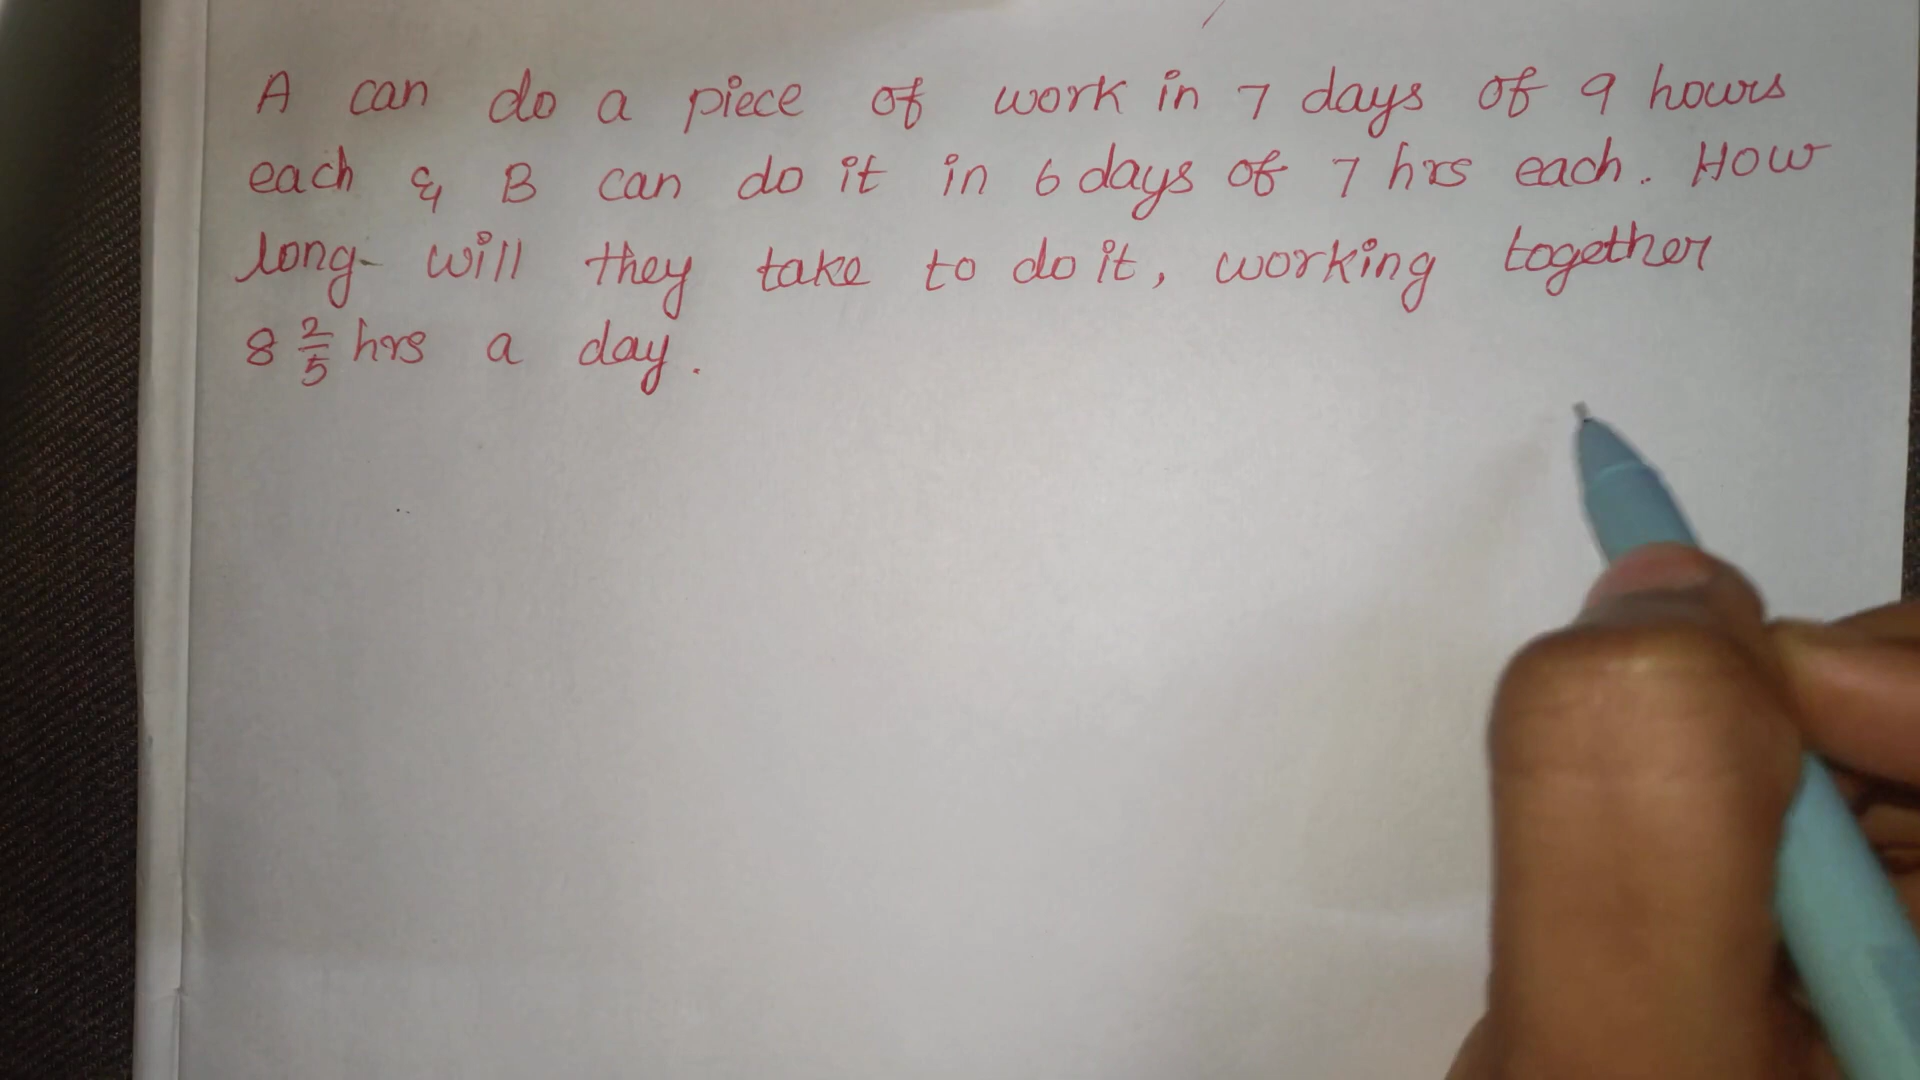 A can do a piece of work in 7 days of 9 hours
each & B can do it in 6 days of 7 hrs each. How
long will they take to do it, working together
8 2/5 hrs a day.